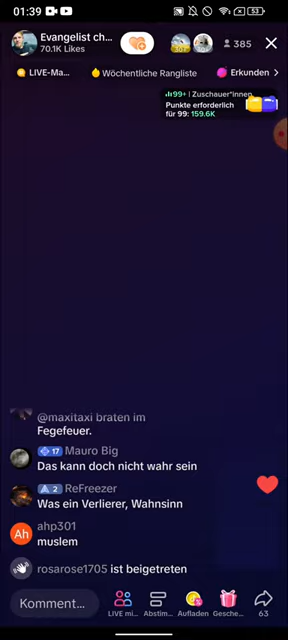 01:39
53
Evangelist ch...
70.1K Likes
385
LIVE-Ma...
Wöchentliche Rangliste
Erkunden
99+ | Zuschauer*innen
Punkte erforderlich
für 99: 159.6K
@maxitaxi braten im
Fegefeuer.
17 Mauro Big
Das kann doch nicht wahr sein
2 ReFreezer
Was ein Verlierer, Wahnsinn
Ah
ahp301
muslem
rosarose1705 ist beigetreten
Komment...
LIVE mi...
Abstim...
Aufladen
Gesche...
63